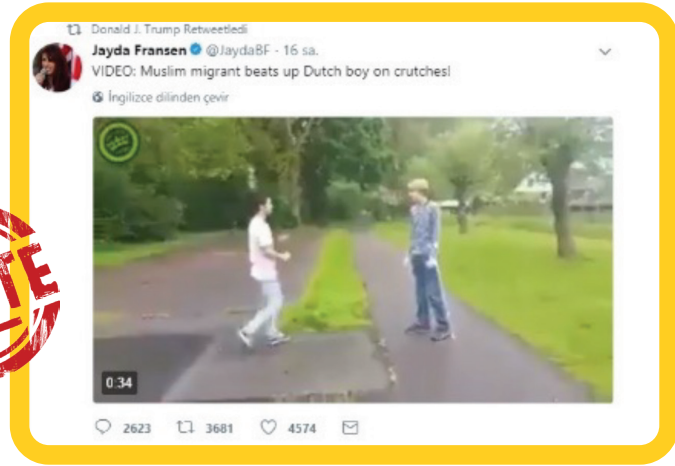 Donald J. Trump Retweetledi
Jayda Fransen @JaydaBF · 16 sa.
VIDEO: Muslim migrant beats up Dutch boy on crutches!
İngilizce dilinden çevir
0:34
2623 3681 4574